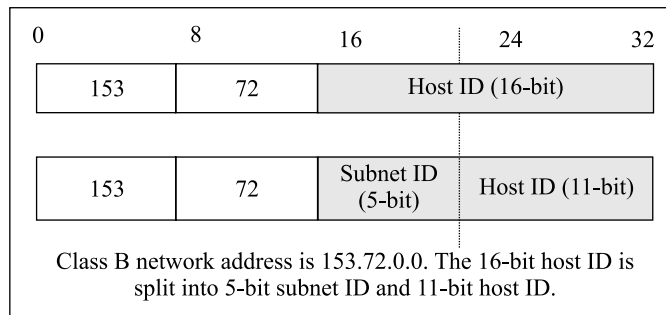 0 8 16 24 32
153 72 Host ID (16-bit)
153 72 Subnet ID (5-bit) Host ID (11-bit)
Class B network address is 153.72.0.0. The 16-bit host ID is
split into 5-bit subnet ID and 11-bit host ID.